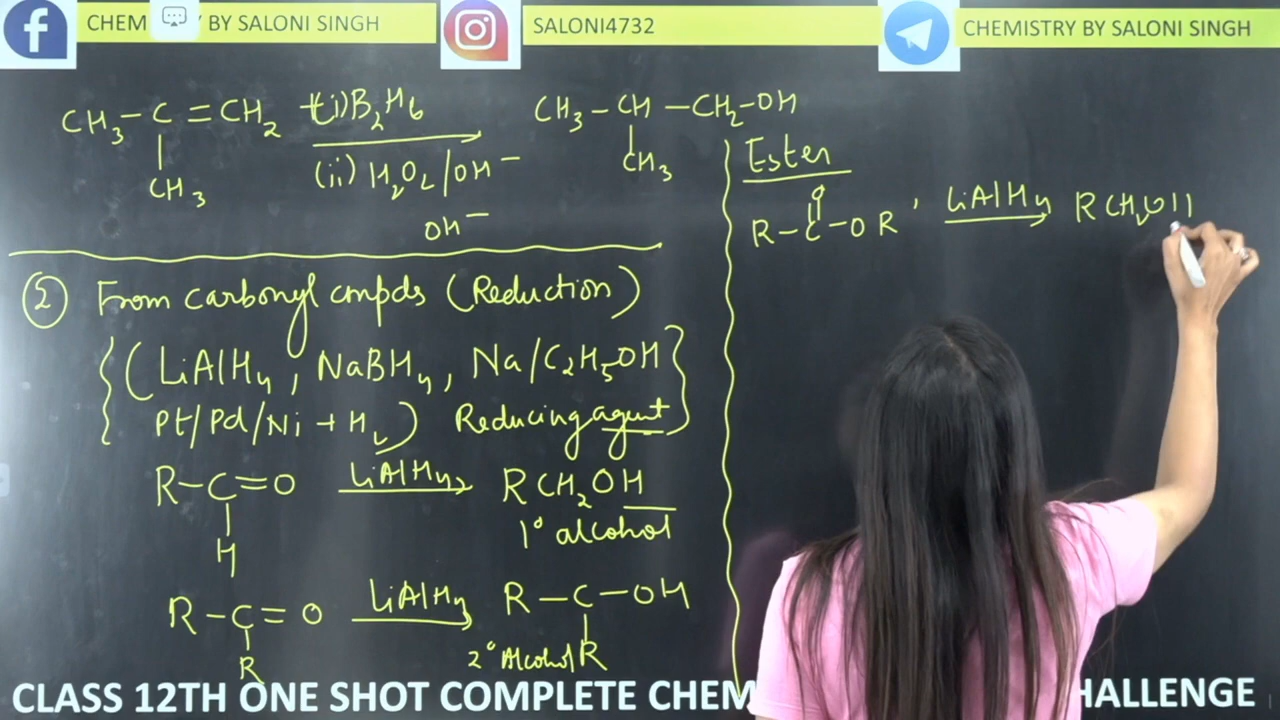 CHEM BY SALONI SINGH
SALONI4732
CHEMISTRY BY SALONI SINGH
CH₃–C=CH₂ (i) B₂H₆
CH₃
(ii) H₂O₂/OH⁻
OH⁻
CH₃–CH–CH₂–OH
CH₃
② From carbonyl cmpds (Reduction)
{(LiAlH₄, NaBH₄, Na/C₂H₅OH
Pt/Pd/Ni + H₂) Reducing agent}
R–C=O LiAlH₄ → RCH₂OH
H
1° alcohol
R–C=O LiAlH₄ → R–C–OH
R
2° Alcohol R
Ester
O
R–C–OR' LiAlH₄ → RCH₂OH
CLASS 12TH ONE SHOT COMPLETE CHEM HALLENGE